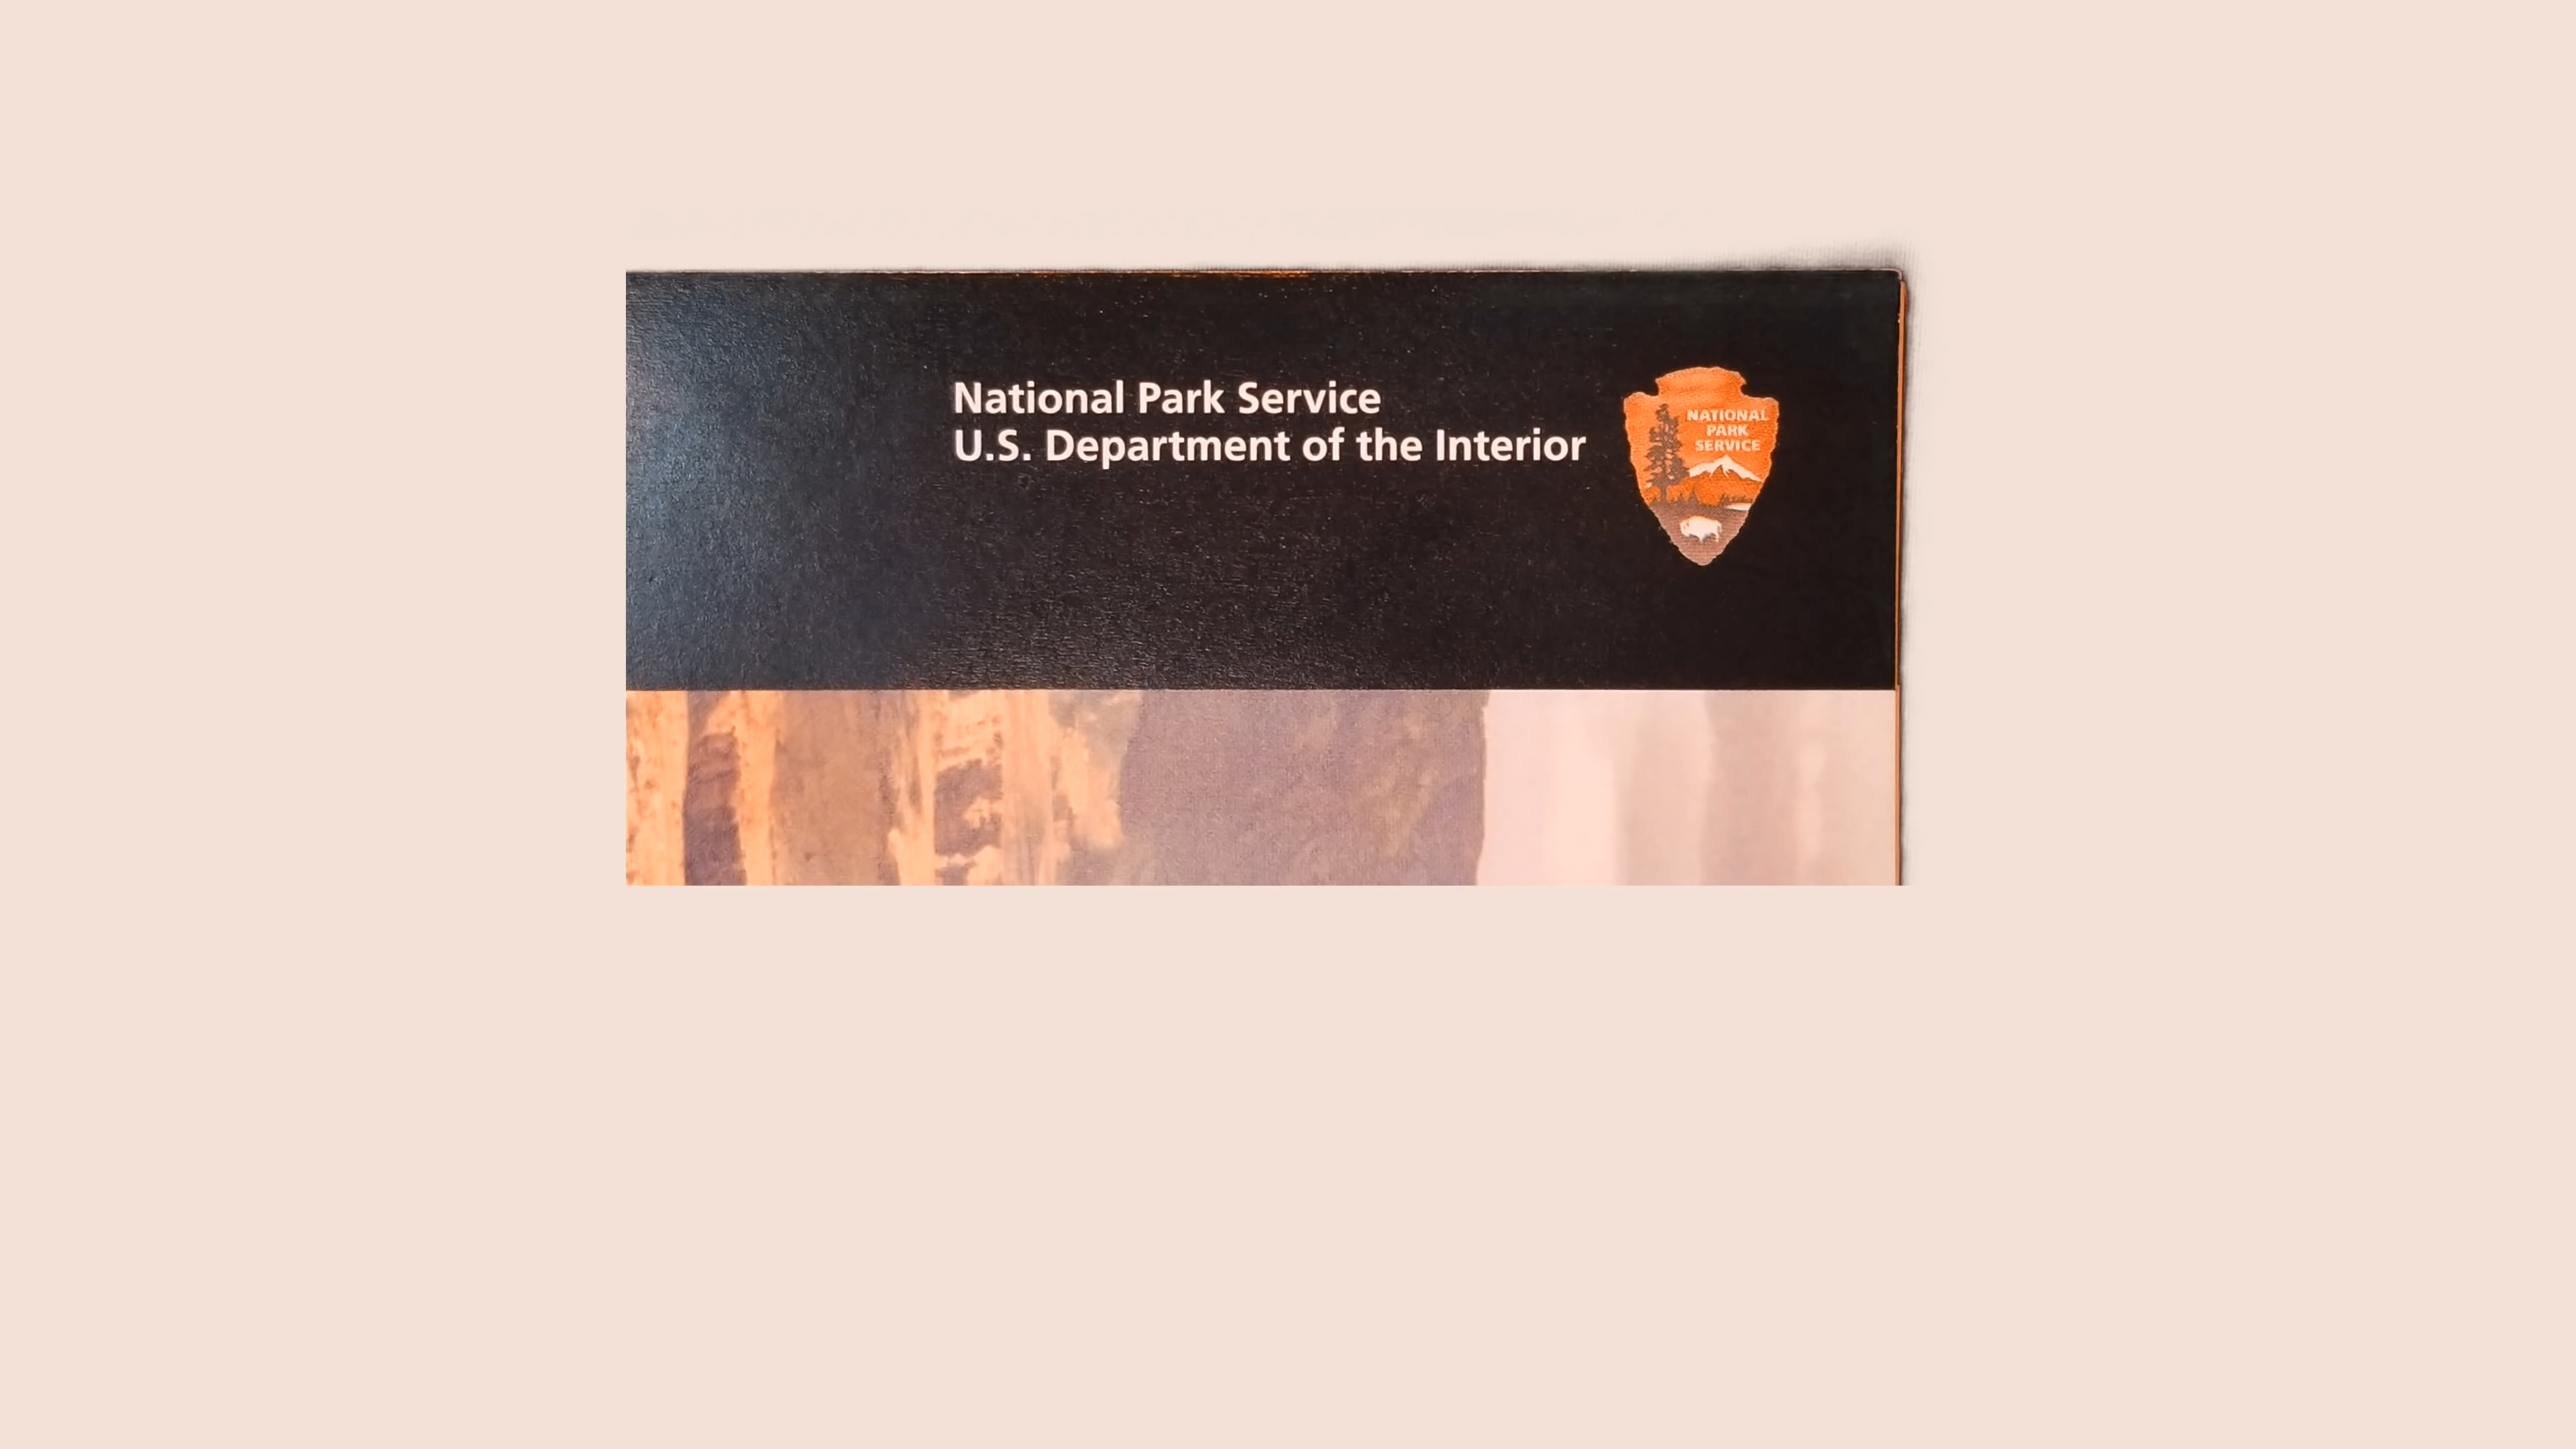 National Park Service
U.S. Department of the Interior
NATIONAL
PARK
SERVICE